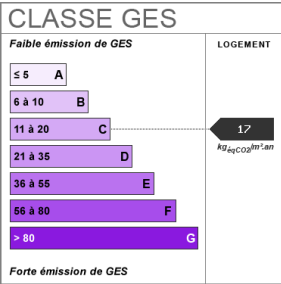 CLASSE GES
Faible émission de GES
LOGEMENT
≤ 5 A
6 à 10 B
11 à 20 C
17
kgéqCO2/m².an
21 à 35 D
36 à 55 E
56 à 80 F
> 80 G
Forte émission de GES